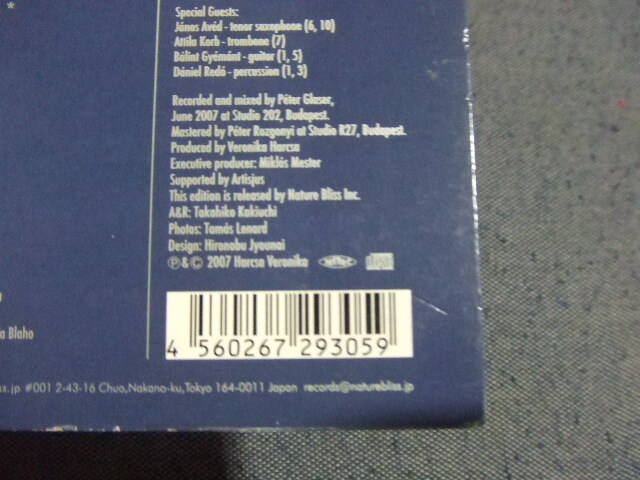 *
Special Guests:
János Avéd - tenor saxophone (6, 10)
Attila Korb - trombone (7)
Bálint Gyémánt - guitar (1, 5)
Dániel Redó - percussion (1, 3)
Recorded and mixed by Péter Glaser,
June 2007 at Studio 202, Budapest.
Mastered by Péter Rozgonyi at Studio R27, Budapest.
Produced by Veronika Harcsa
Executive producer: Miklós Mester
Supported by Artisjus
This edition is released by Nature Bliss Inc.
A&R: Takahiko Kakiuchi
Photos: Tamás Lenard
Design: Hironobu Jyounai
℗ & © 2007 Harcsa Veronika
a Blaho
4 560267 293059
ss.jp #001 2-43-16 Chuo,Nakano-ku,Tokyo 164-0011 Japan records@naturebliss.jp